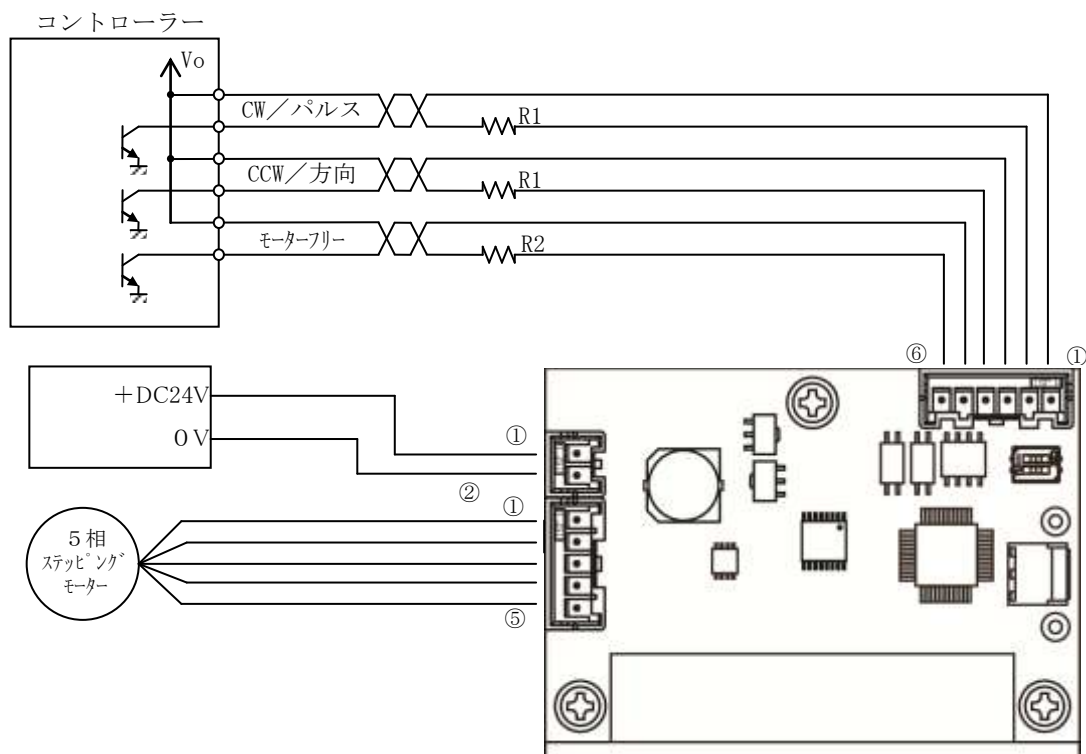 コントローラー
Vo
CW／パルス
R1
CCW／方向
R1
モーターフリー
R2
⑥
①
＋DC24V
０V
①
②
①
５相
ステッピング
モーター
⑤